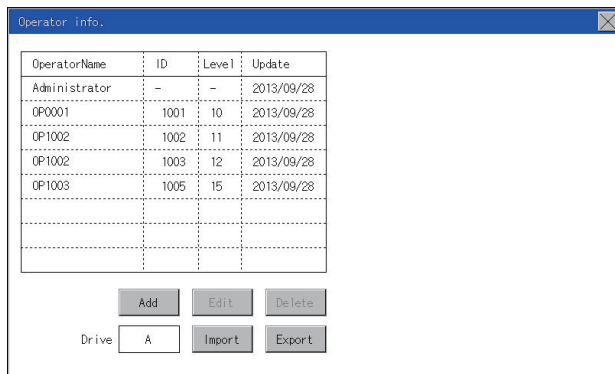 Operator info.
OperatorName ID Level Update
Administrator - - 2013/09/28
OP0001 1001 10 2013/09/28
OP1002 1002 11 2013/09/28
OP1002 1003 12 2013/09/28
OP1003 1005 15 2013/09/28
Add Edit Delete
Drive A Import Export